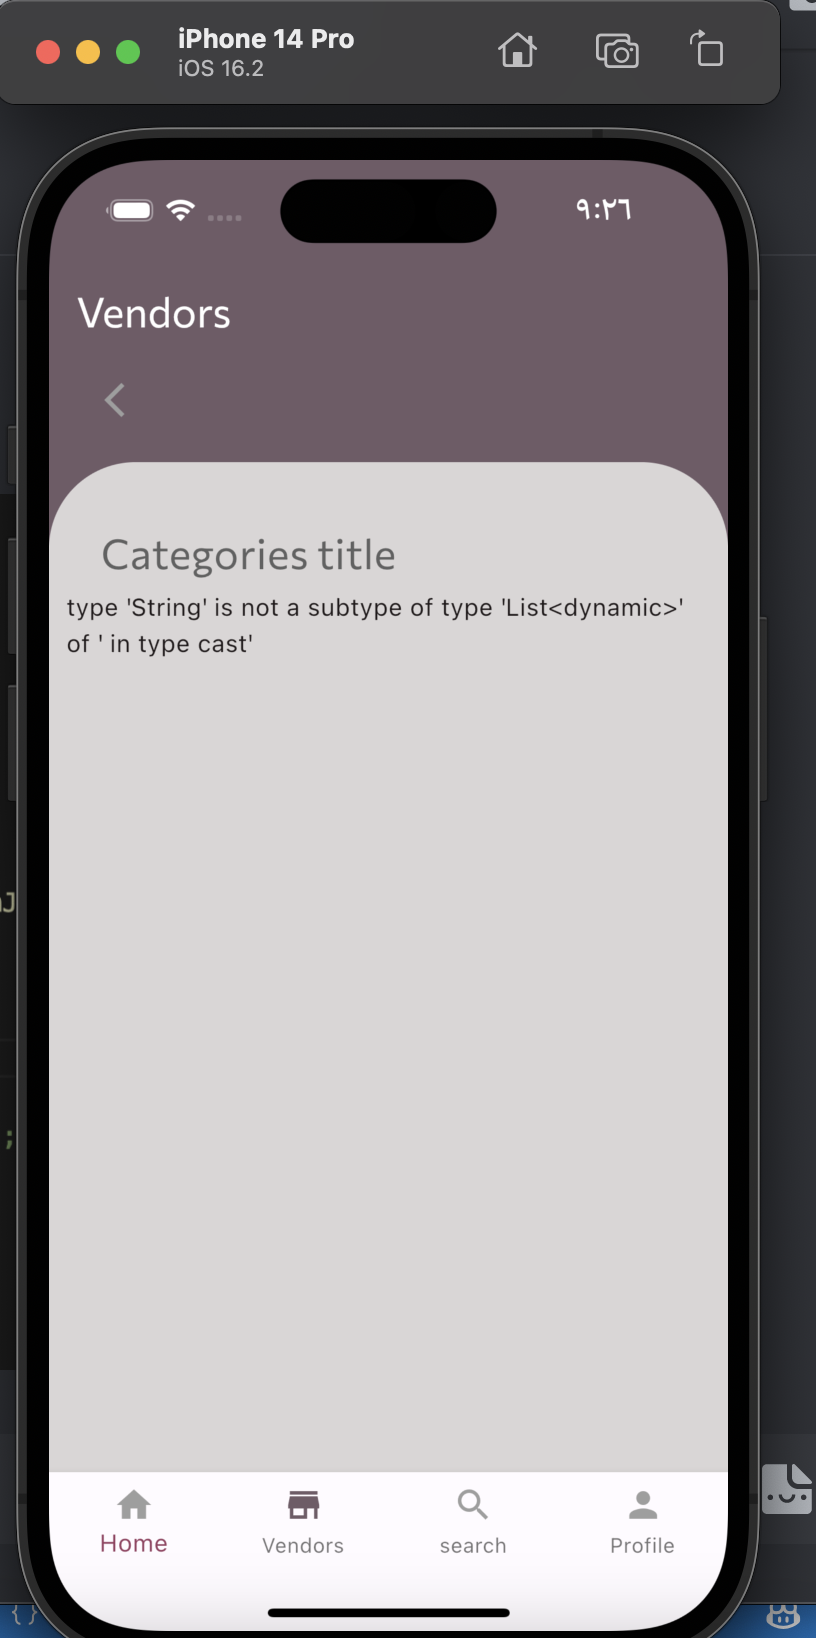 iPhone 14 Pro
iOS 16.2
٩:٢٦
Vendors
Categories title
type 'String' is not a subtype of type 'List<dynamic>'
of ' in type cast'
J
;
Home
Vendors
search
Profile
{ }